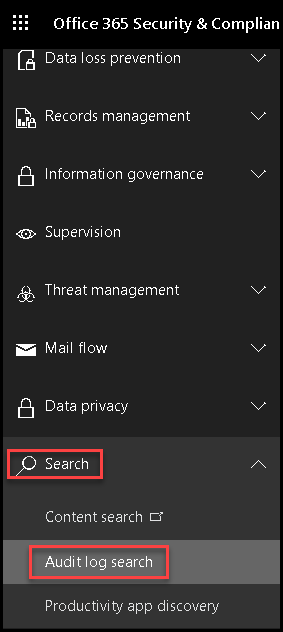 Office 365 Security & Complian
Data loss prevention
Records management
Information governance
Supervision
Threat management
Mail flow
Data privacy
Search
Content search
Audit log search
Productivity app discovery